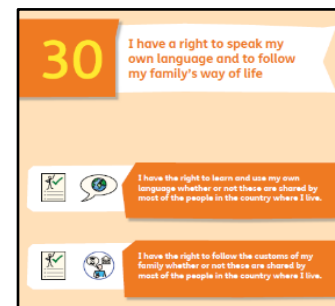 30
I have a right to speak my
own language and to follow
my family's way of life
I have the right to learn and use my own
language whether or not these are shared by
most of the people in the country where I live.
I have the right to follow the customs of my
family whether or not these are shared by
most of the people in the country where I live.